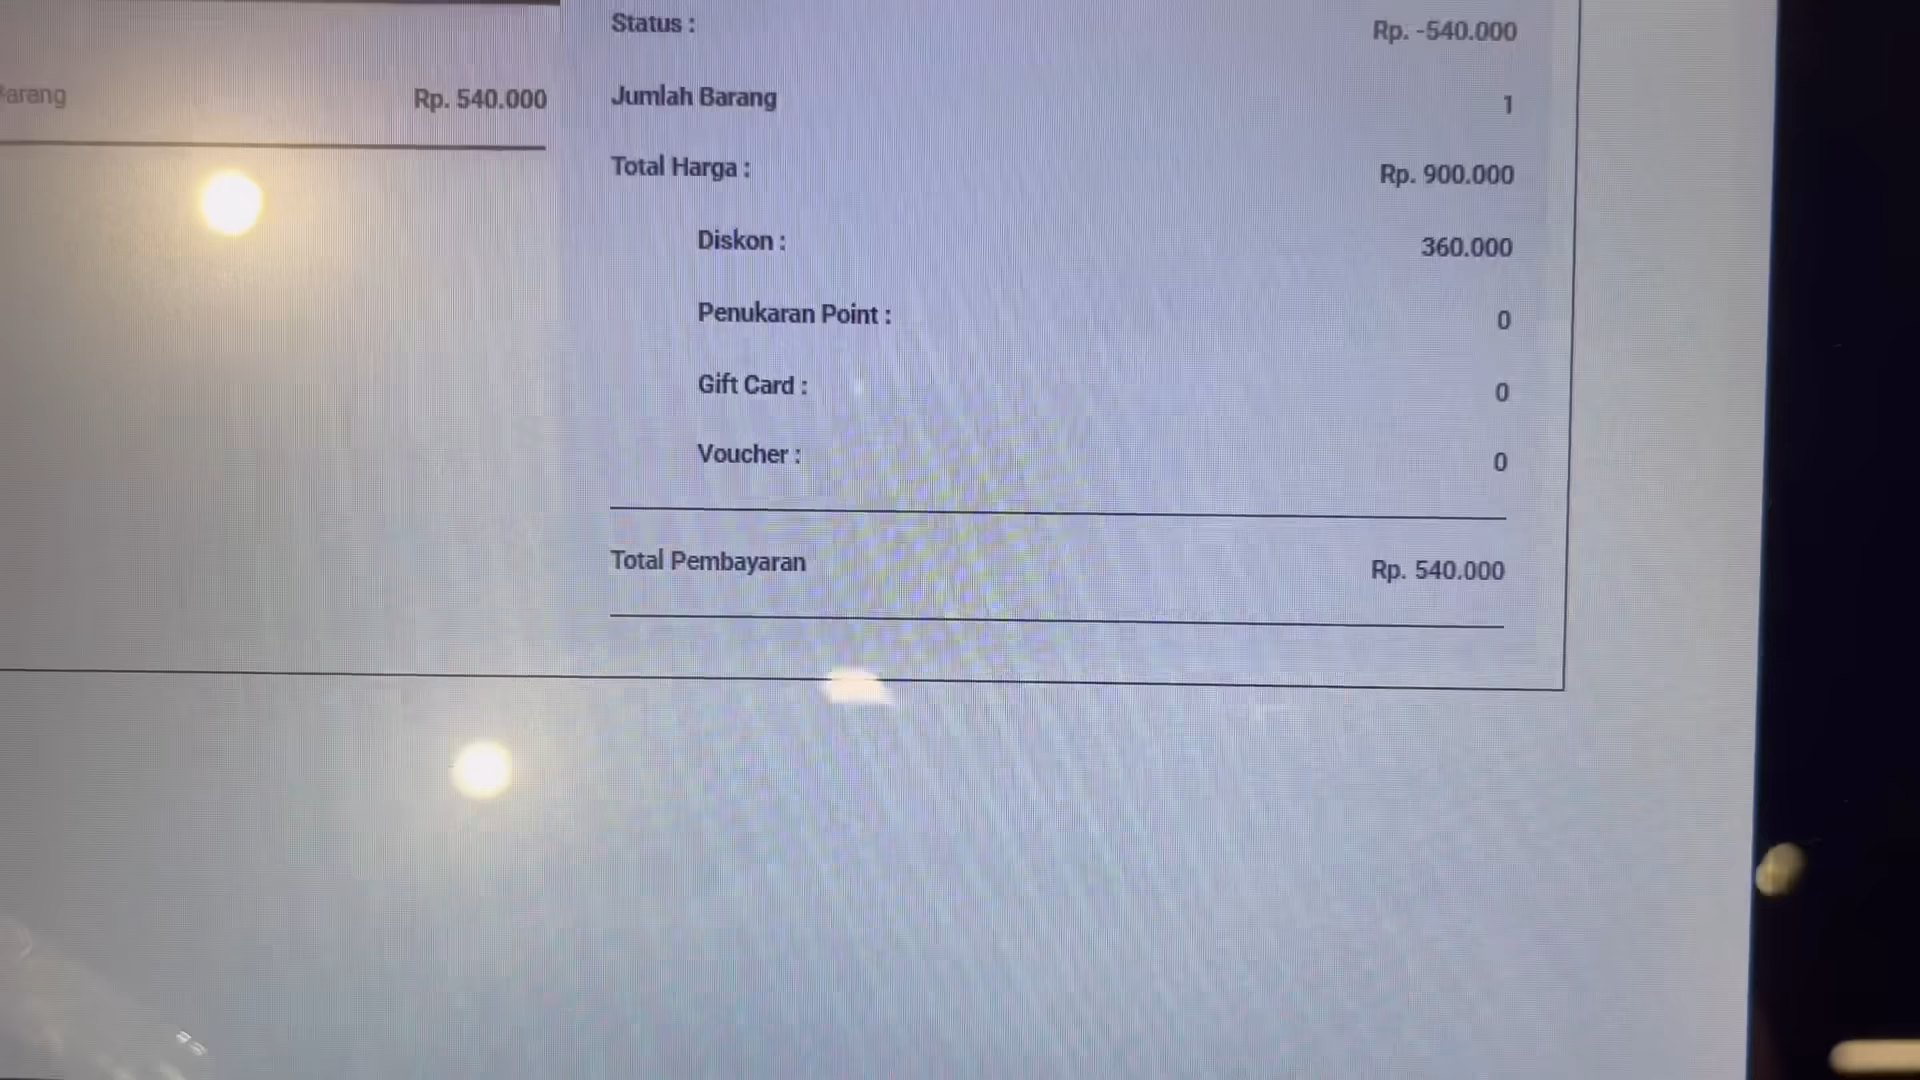 Status : Rp. -540.000
arang Rp. 540.000
Jumlah Barang 1
Total Harga : Rp. 900.000
Diskon : 360.000
Penukaran Point : 0
Gift Card : 0
Voucher : 0
Total Pembayaran Rp. 540.000